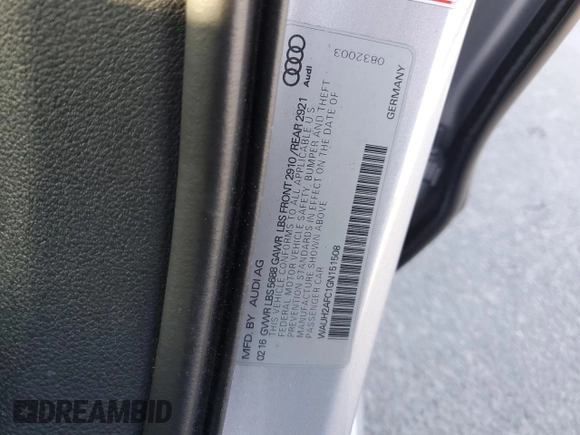 MFD. BY AUDI AG
02 16 GVWR LBS 5688 GAWR LBS FRONT 2910/REAR 2921
THIS VEHICLE CONFORMS TO ALL APPLICABLE U S
FEDERAL MOTOR VEHICLE SAFETY, BUMPER AND THEFT
PREVENTION STANDARDS IN EFFECT ON THE DATE OF
MANUFACTURE SHOWN ABOVE
PASSENGER CAR
WAUH2AFC1GN151508
Audi
0832003
GERMANY
DREAMBID